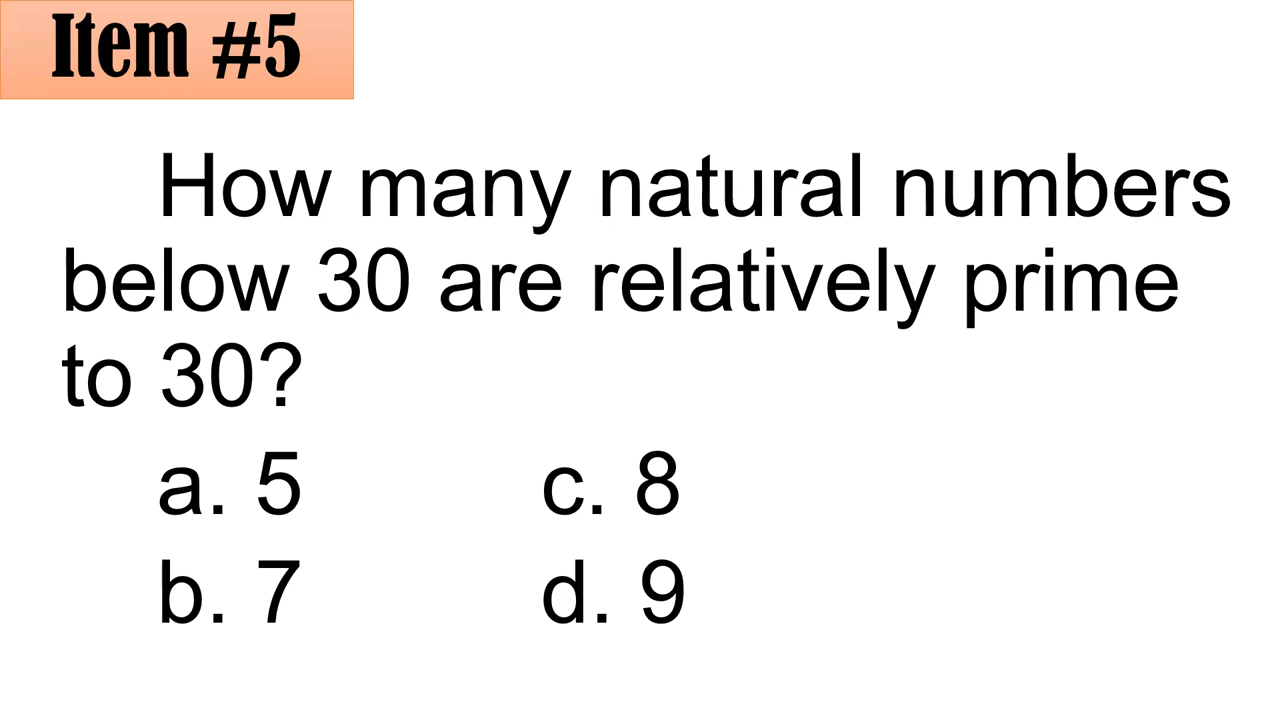 Item #5
How many natural numbers
below 30 are relatively prime
to 30?
a. 5 c. 8
b. 7 d. 9